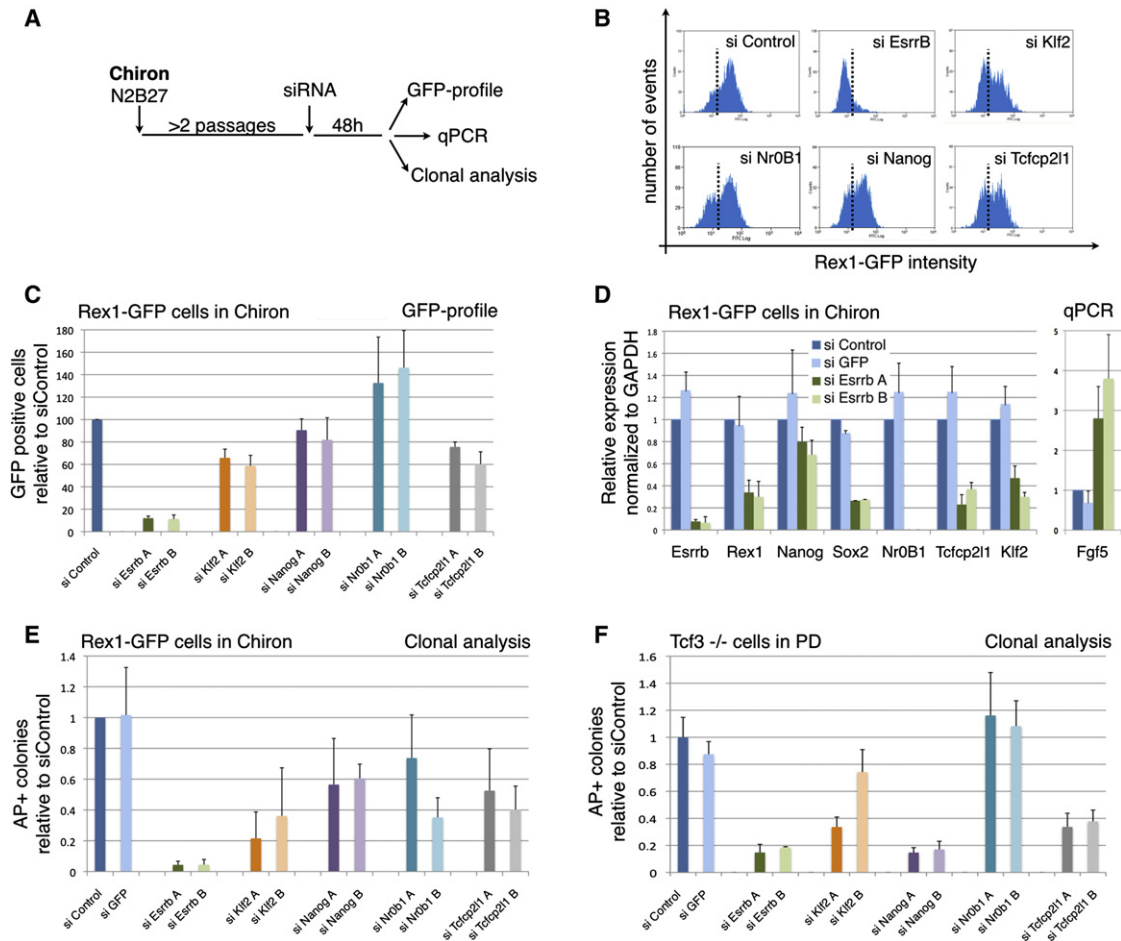 A
Chiron
N2B27
siRNA
>2 passages
48h
GFP-profile
qPCR
Clonal analysis
B
number of events
si Control
si EsrrB
si Klf2
si Nr0B1
si Nanog
si Tcfcp2l1
Rex1-GFP intensity
C
Rex1-GFP cells in Chiron
GFP-profile
GFP positive cells
relative to siControl
180
160
140
120
100
80
60
40
20
0
si Control
si Esrrb A
si Esrrb B
si Klf2 A
si Klf2 B
si Nanog A
si Nanog B
si Nr0b1 A
si Nr0b1 B
si Tcfcp2l1 A
si Tcfcp2l1 B
D
Rex1-GFP cells in Chiron
qPCR
Relative expression
normalized to GAPDH
1.8
1.6
1.4
1.2
1
0.8
0.6
0.4
0.2
0
si Control
si GFP
si Esrrb A
si Esrrb B
Esrrb
Rex1
Nanog
Sox2
Nr0B1
Tcfcp2l1
Klf2
5
4
3
2
1
0
Fgf5
E
Rex1-GFP cells in Chiron
Clonal analysis
AP+ colonies
relative to siControl
1.4
1.2
1
0.8
0.6
0.4
0.2
0
si Control
si GFP
si Esrrb A
si Esrrb B
si Klf2 A
si Klf2 B
si Nanog A
si Nanog B
si Nr0b1 A
si Nr0b1 B
si Tcfcp2l1 A
si Tcfcp2l1 B
F
Tcf3 -/- cells in PD
Clonal analysis
AP+ colonies
relative to siControl
1.6
1.4
1.2
1
0.8
0.6
0.4
0.2
0
si Control
si GFP
si Esrrb A
si Esrrb B
si Klf2 A
si Klf2 B
si Nanog A
si Nanog B
si Nr0b1 A
si Nr0b1 B
si Tcfcp2l1 A
si Tcfcp2l1 B